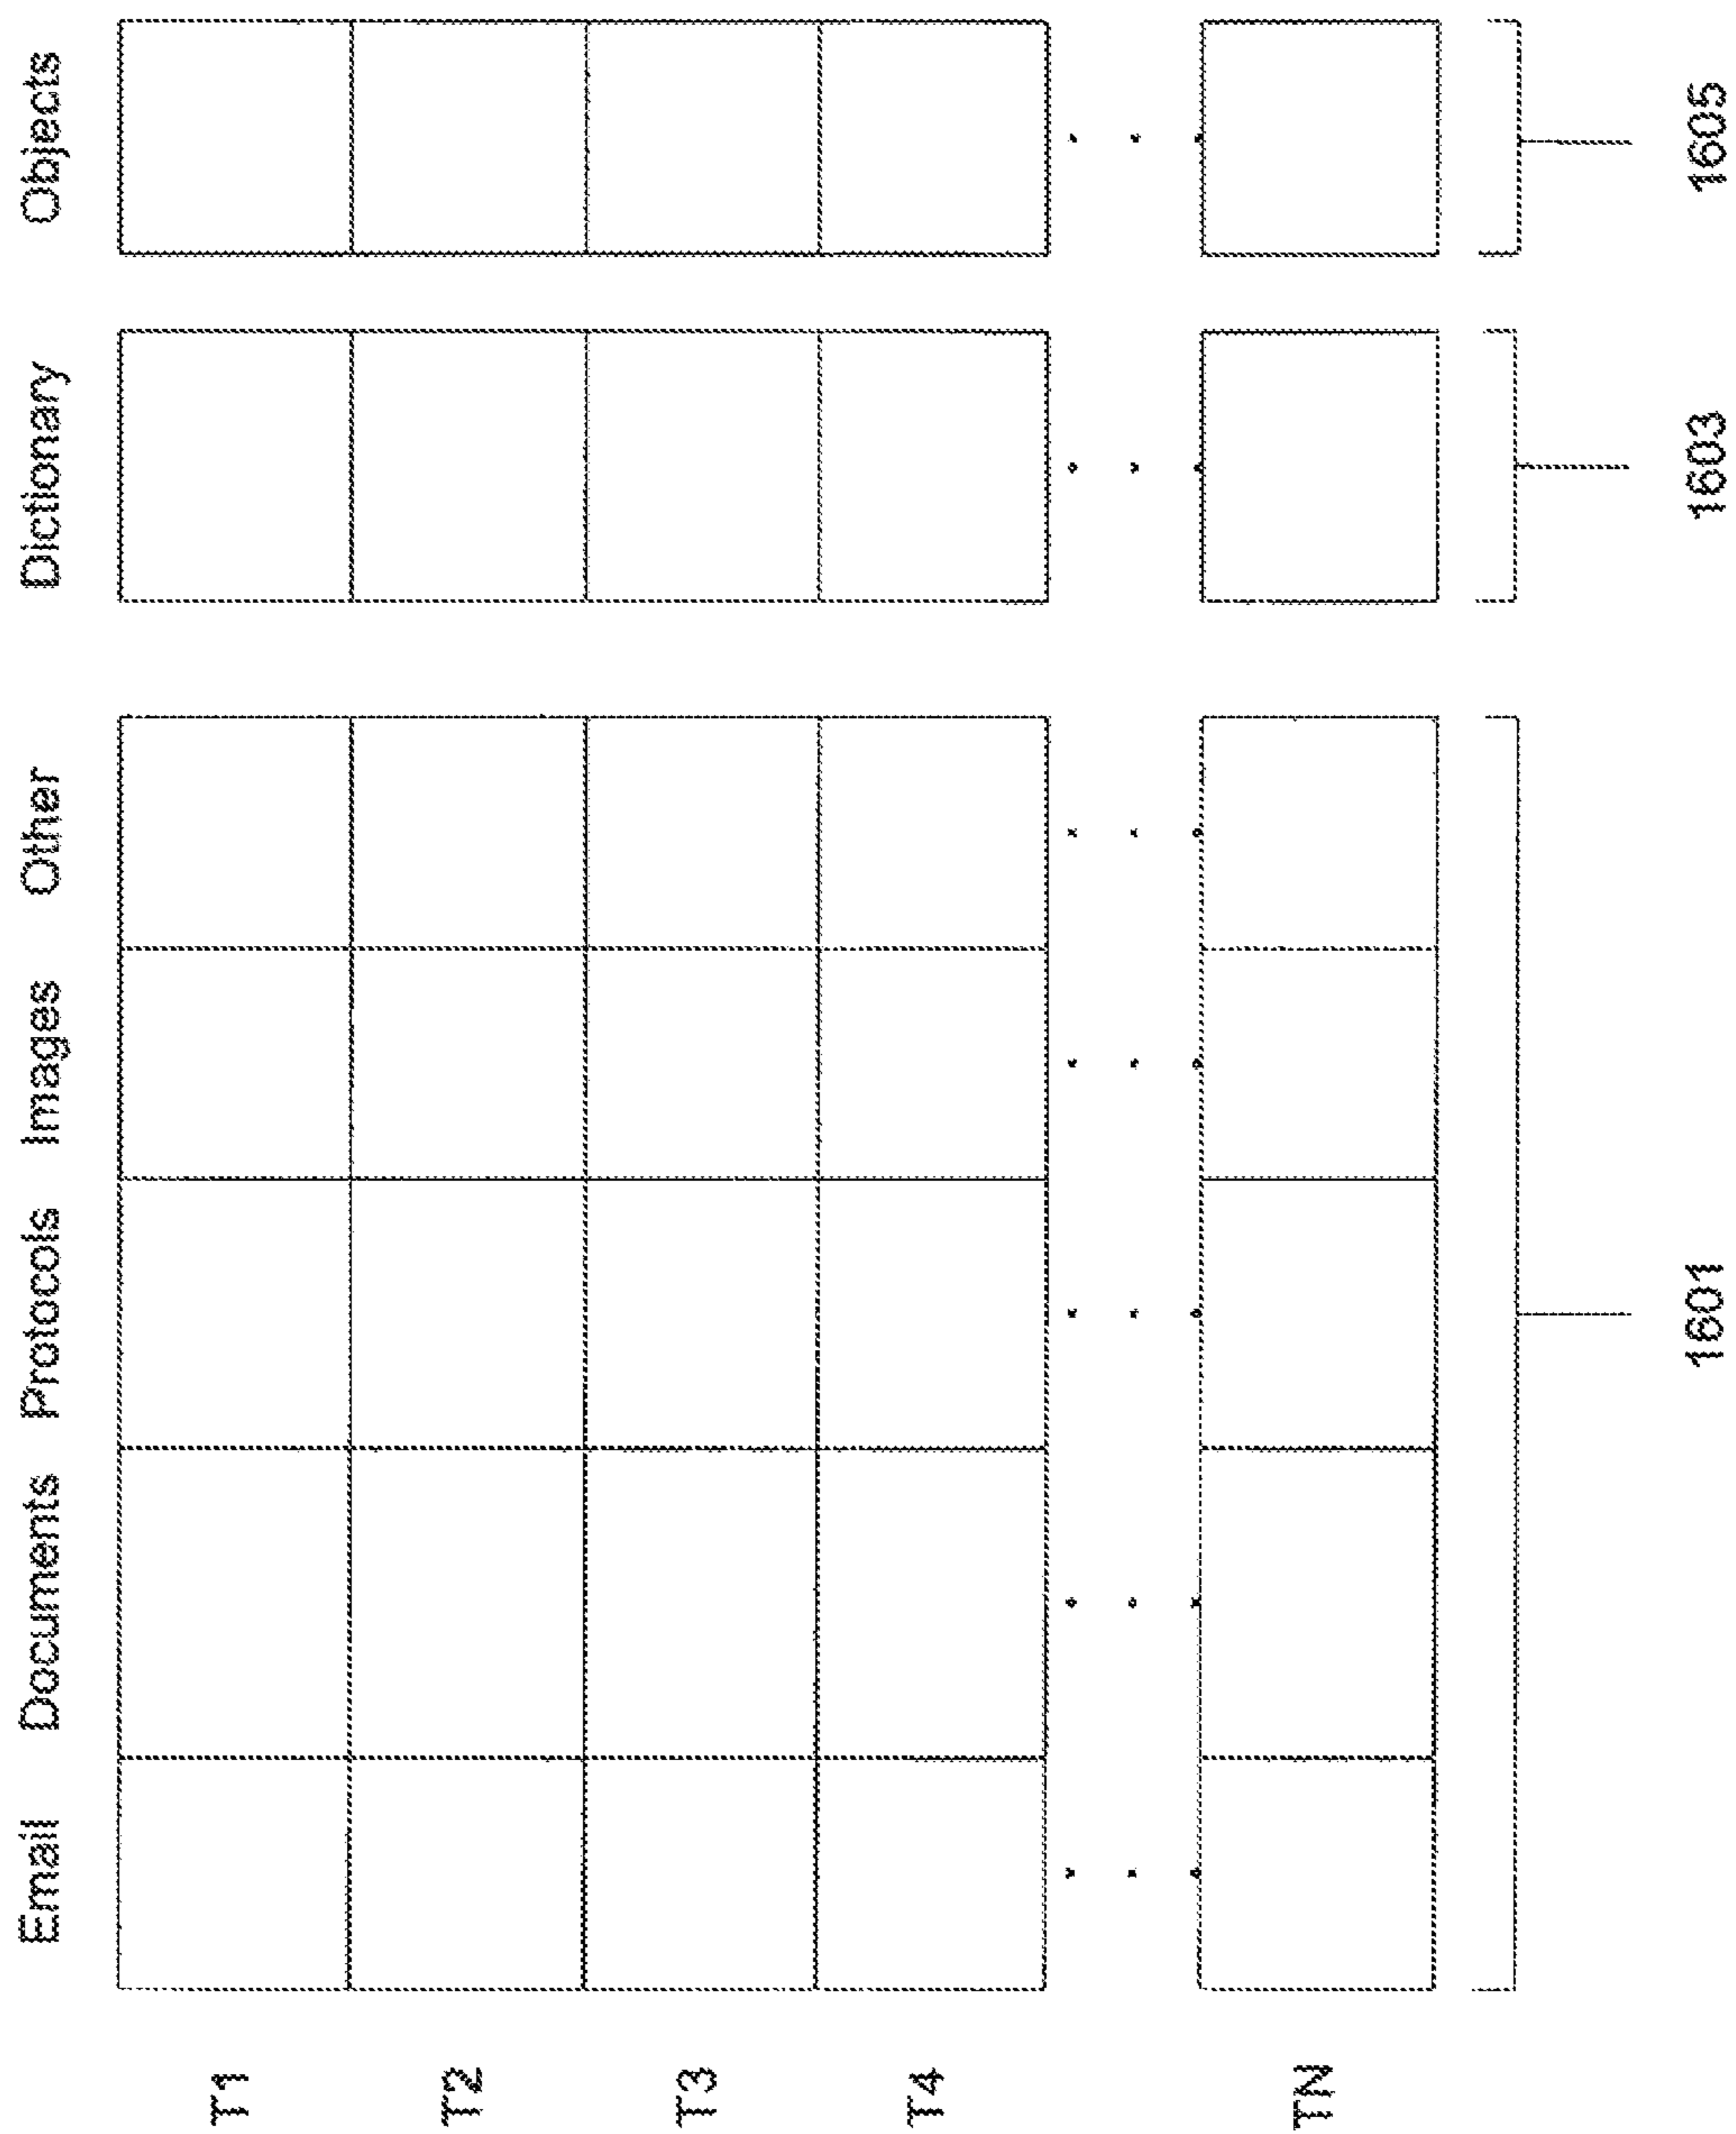 Email Documents Protocols Images Other Dictionary Objects
T1
T2
T3
T4
TN
1601 1603 1605